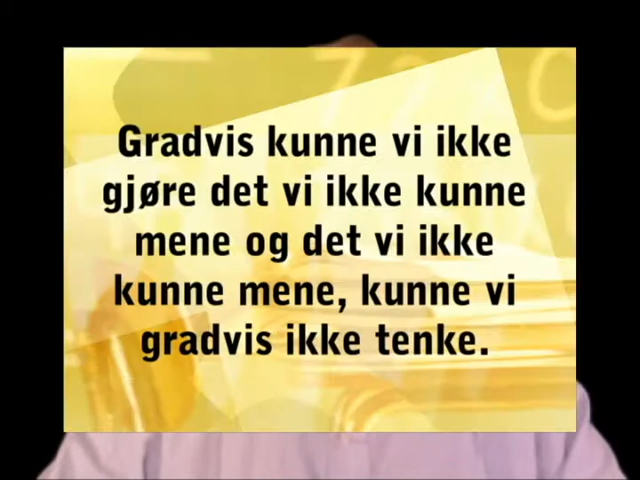 Gradvis kunne vi ikke
gjøre det vi ikke kunne
mene og det vi ikke
kunne mene, kunne vi
gradvis ikke tenke.